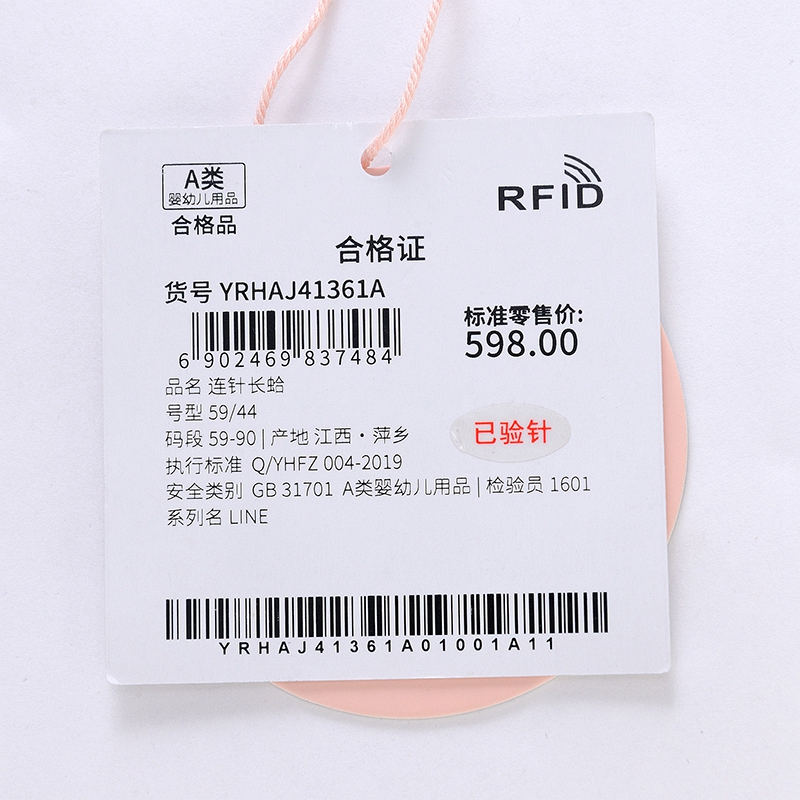 A类
婴幼儿用品
合格品
RFID
合格证
货号 YRHAJ41361A
6 902469 837484
标准零售价:
598.00
品名 连针长蛤
号型 59/44
码段 59-90 | 产地 江西·萍乡
已验针
执行标准 Q/YHFZ 004-2019
安全类别 GB 31701 A类婴幼儿用品 | 检验员 1601
系列名 LINE
YRHAJ41361A01001A11